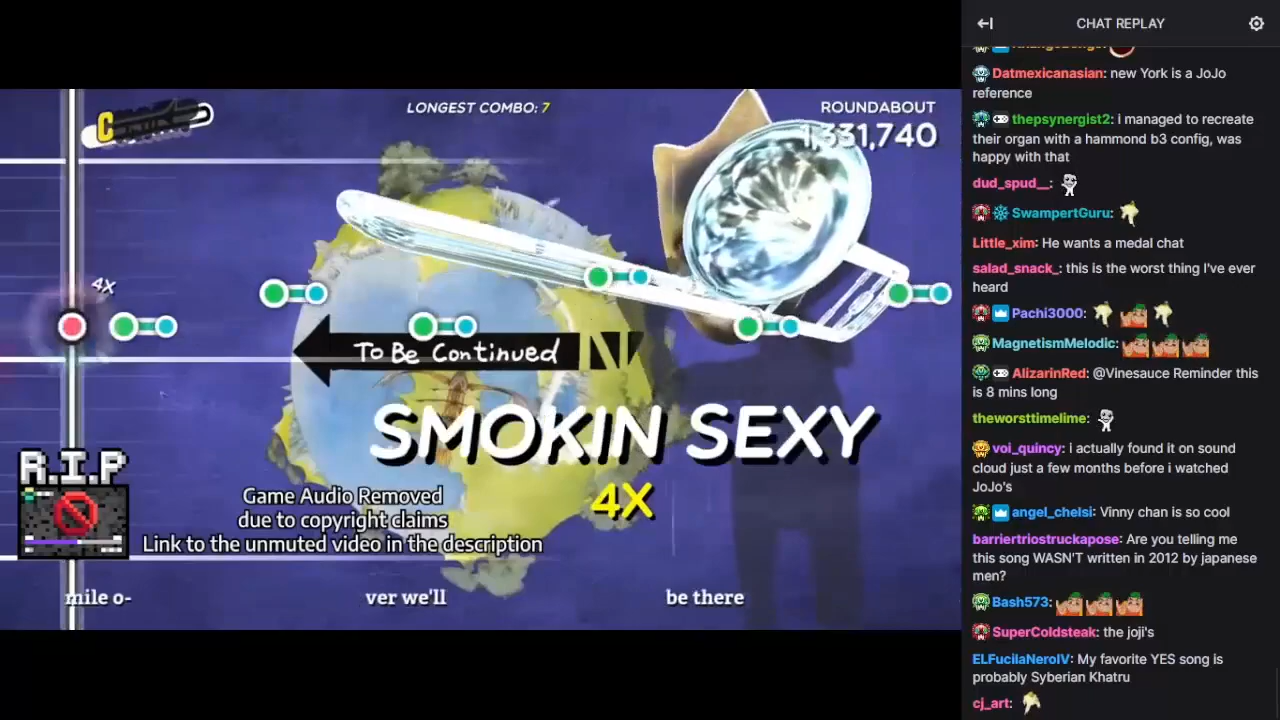 C
LONGEST COMBO: 7
ROUNDABOUT
1,331,740
4X
To Be Continued
SMOKIN SEXY
4X
R.I.P
Game Audio Removed
due to copyright claims
Link to the unmuted video in the description
mile o-
ver we'll
be there
CHAT REPLAY
Datmexicanasian: new York is a JoJo
reference
thepsynergist2: i managed to recreate
their organ with a hammond b3 config, was
happy with that
dud_spud__:
SwampertGuru:
Little_xim: He wants a medal chat
salad_snack_: this is the worst thing I've ever
heard
Pachi3000:
MagnetismMelodic:
AlizarinRed: @Vinesauce Reminder this
is 8 mins long
theworsttimelime:
voi_quincy: i actually found it on sound
cloud just a few months before i watched
JoJo's
angel_chelsi: Vinny chan is so cool
barriertriostruckapose: Are you telling me
this song WASN'T written in 2012 by japanese
men?
Bash573:
SuperColdsteak: the joji's
ELFucilaNeroIV: My favorite YES song is
probably Syberian Khatru
cj_art: